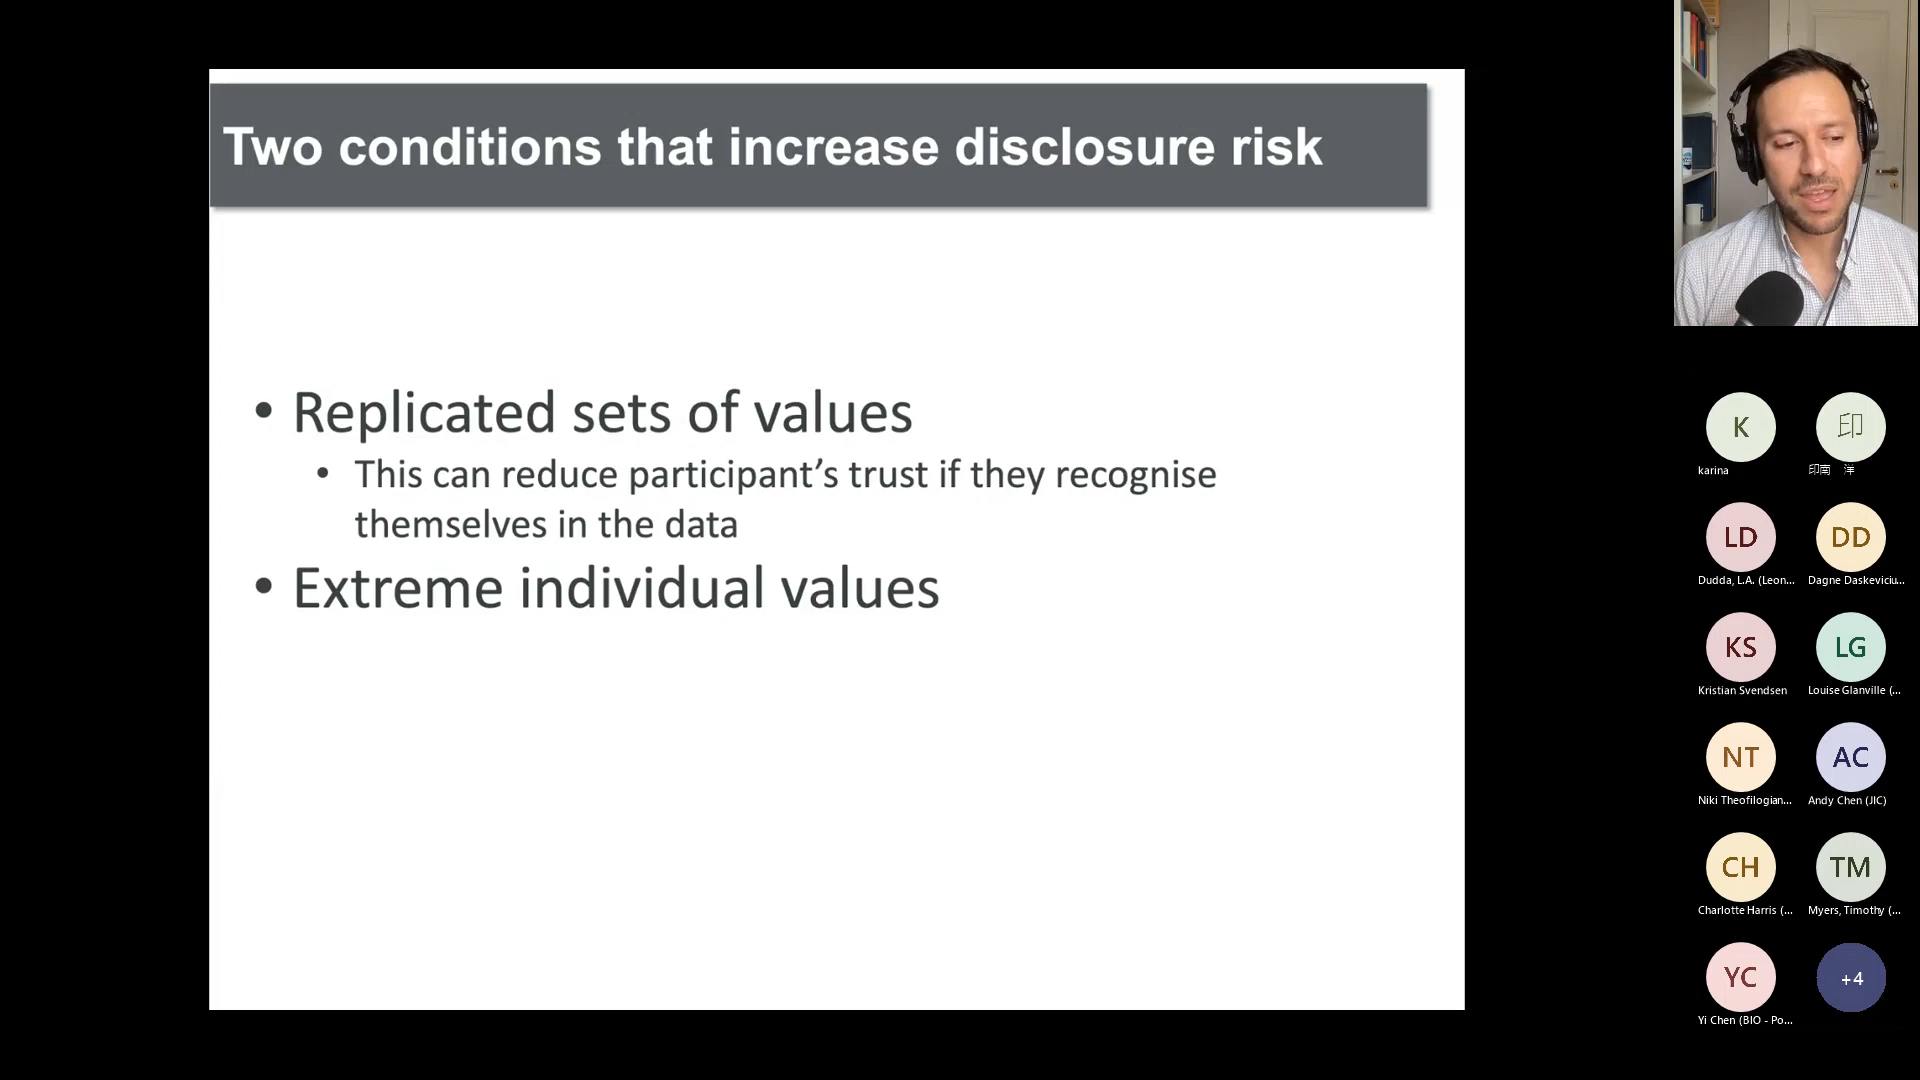 Two conditions that increase disclosure risk
• Replicated sets of values
• This can reduce participant’s trust if they recognise
themselves in the data
• Extreme individual values
K
karina
印
印南 洋
LD
Dudda, L.A. (Leon...
DD
Dagne Daskeviciu...
KS
Kristian Svendsen
LG
Louise Glanville (...
NT
Niki Theofilogian...
AC
Andy Chen (JIC)
CH
Charlotte Harris (...
TM
Myers, Timothy (...
YC
Yi Chen (BIO - Po...
+4